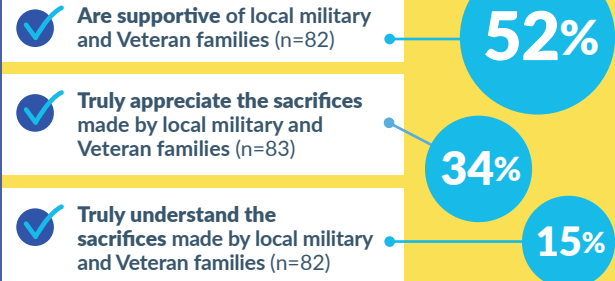 Are supportive of local military
and Veteran families (n=82)
52%
Truly appreciate the sacrifices
made by local military and
Veteran families (n=83)
34%
Truly understand the
sacrifices made by local military
and Veteran families (n=82)
15%